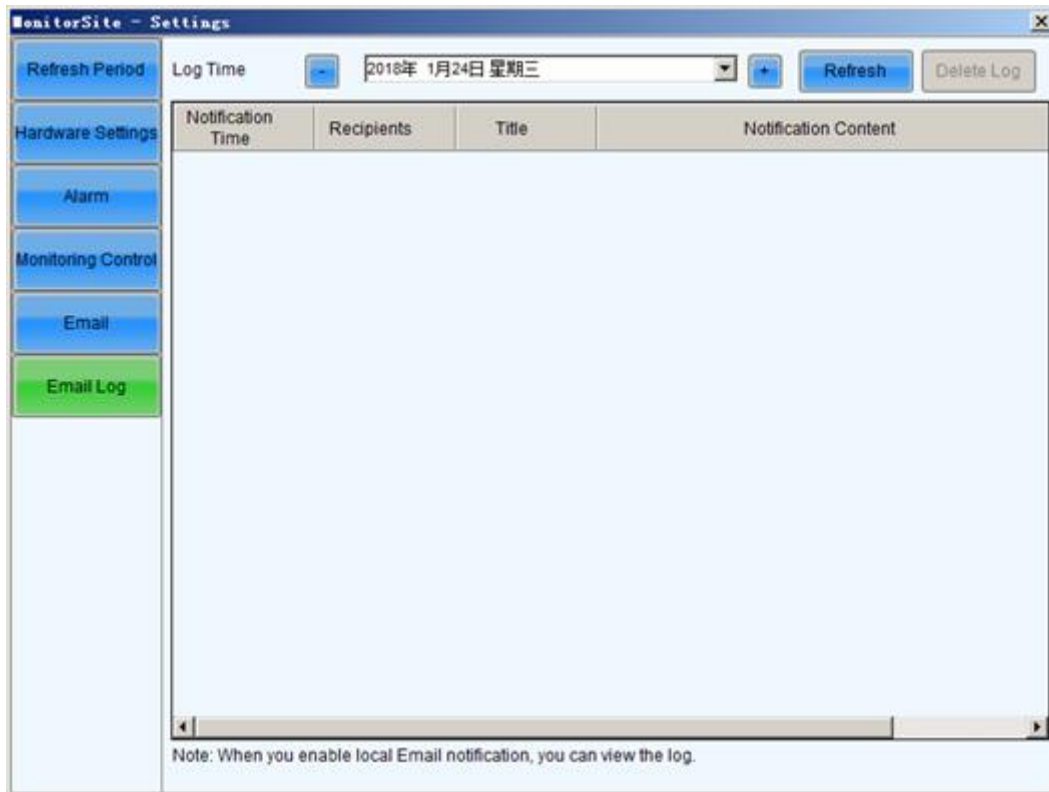 MonitorSite - Settings
Refresh Period
Log Time
-
2018年 1月24日 星期三
+
Refresh
Delete Log
Hardware Settings
Notification
Time
Recipients
Title
Notification Content
Alarm
Monitoring Control
Email
Email Log
Note: When you enable local Email notification, you can view the log.